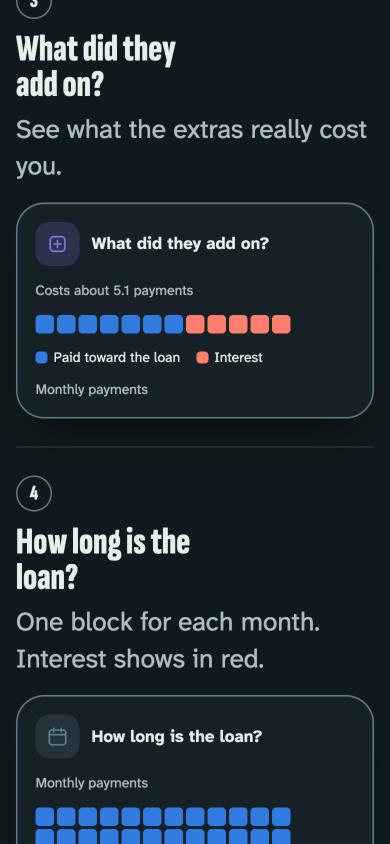 3
What did they
add on?
See what the extras really cost
you.
What did they add on?
Costs about 5.1 payments
Paid toward the loan
Interest
Monthly payments
4
How long is the
loan?
One block for each month.
Interest shows in red.
How long is the loan?
Monthly payments